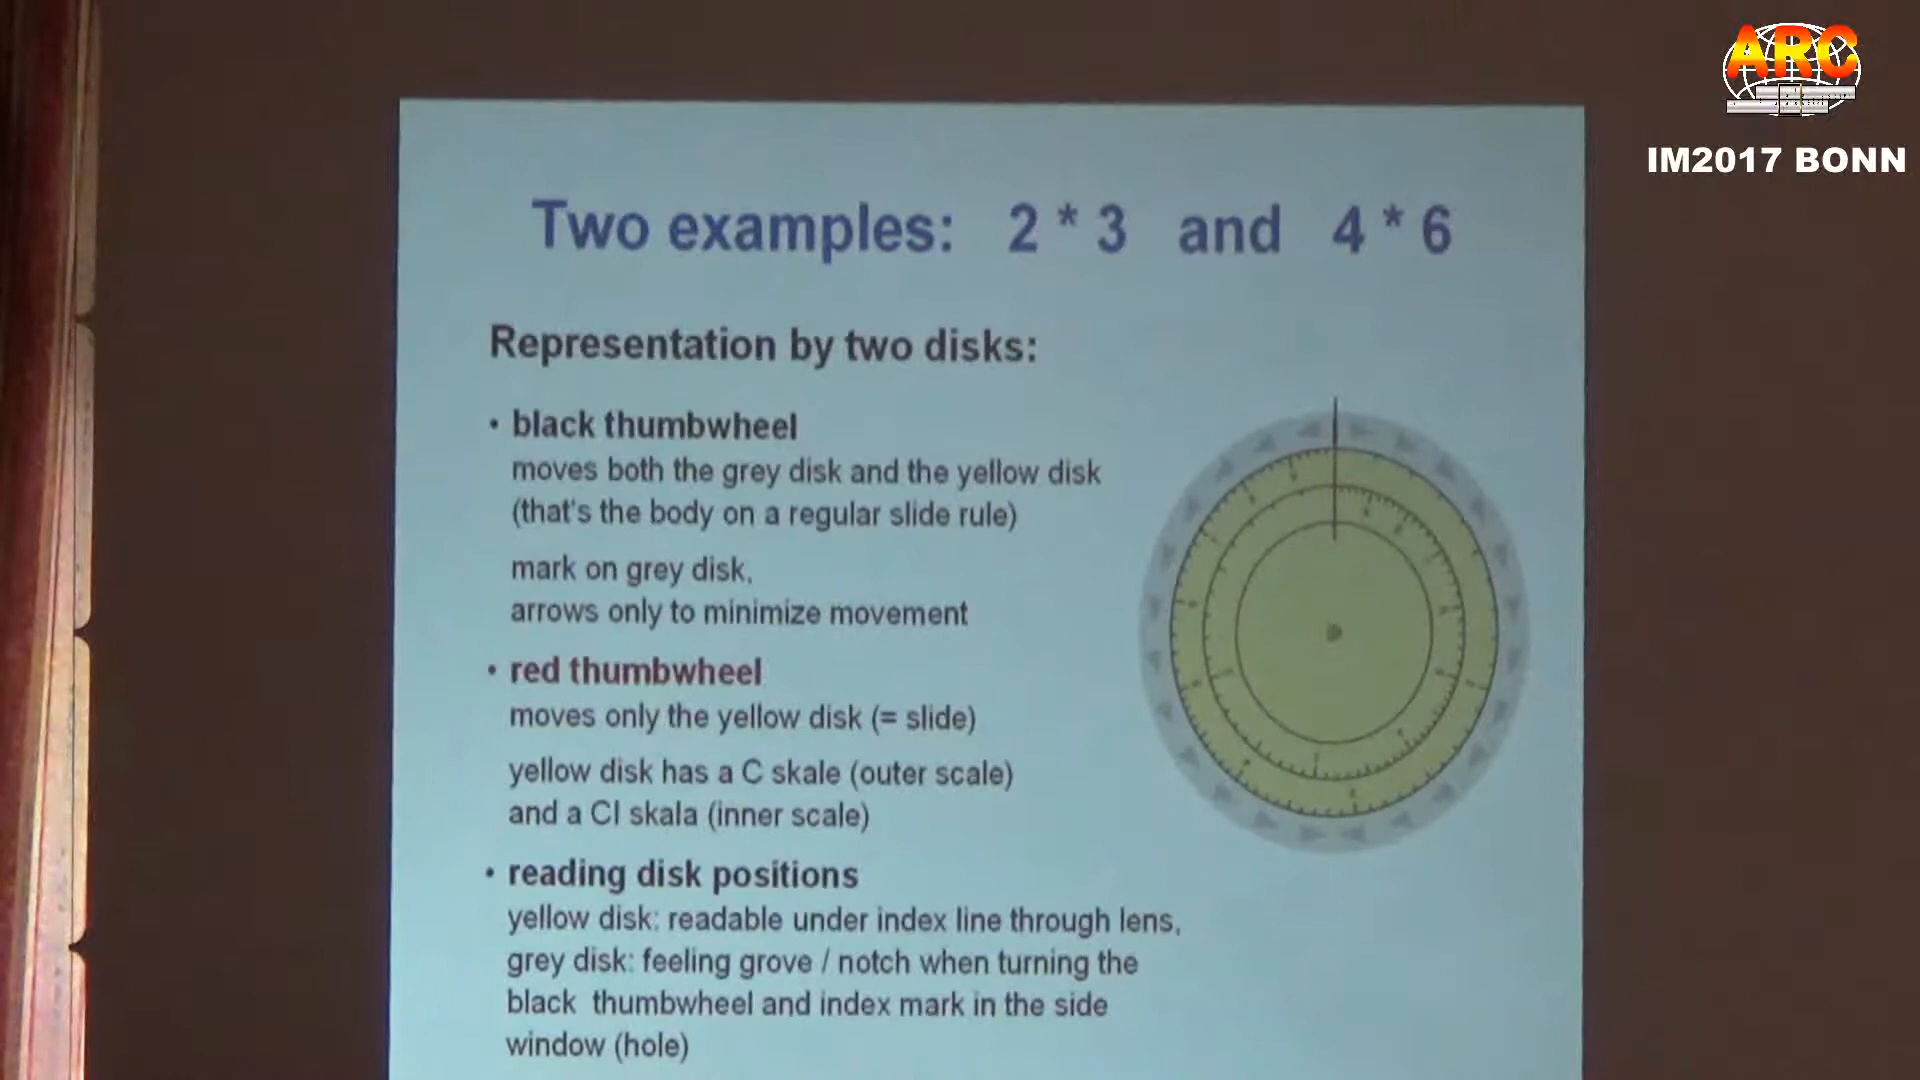 ARC
IM2017 BONN
Two examples: 2 * 3 and 4 * 6
Representation by two disks:
• black thumbwheel
moves both the grey disk and the yellow disk
(that's the body on a regular slide rule)
mark on grey disk,
arrows only to minimize movement
• red thumbwheel
moves only the yellow disk (= slide)
yellow disk has a C skale (outer scale)
and a CI skala (inner scale)
• reading disk positions
yellow disk: readable under index line through lens,
grey disk: feeling grove / notch when turning the
black thumbwheel and index mark in the side
window (hole)